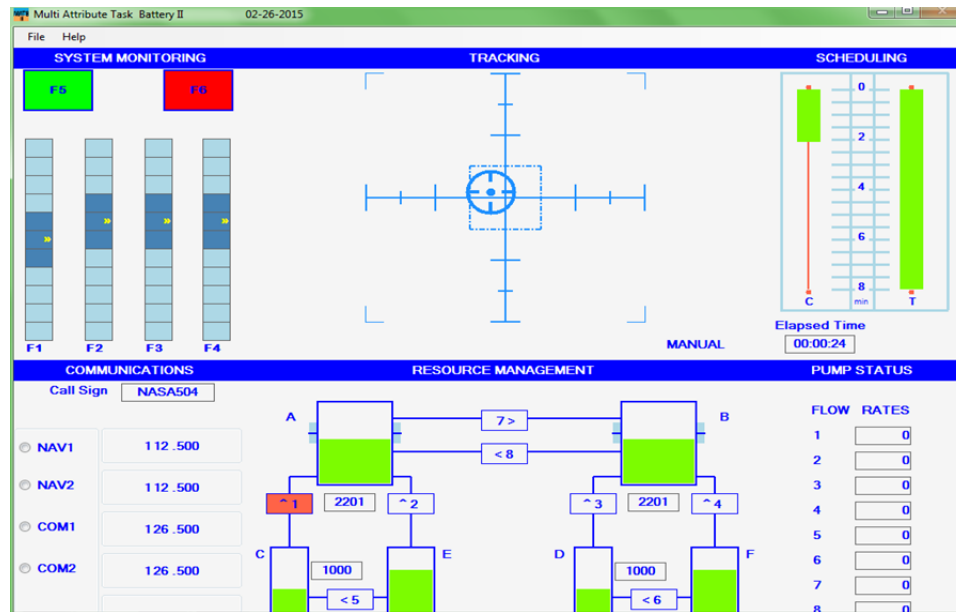 Multi Attribute Task Battery II 02-26-2015
File Help
SYSTEM MONITORING
F5 F6
F1 F2 F3 F4
TRACKING
MANUAL
SCHEDULING
0
2
4
6
8
C min T
Elapsed Time
00:00:24
COMMUNICATIONS
Call Sign NASA504
NAV1 112.500
NAV2 112.500
COM1 126.500
COM2 126.500
RESOURCE MANAGEMENT
A 7 > B
< 8
^ 1 2201 ^ 2 ^ 3 2201 ^ 4
C E D F
1000 1000
< 5 < 6
PUMP STATUS
FLOW RATES
1 0
2 0
3 0
4 0
5 0
6 0
7 0
8 0